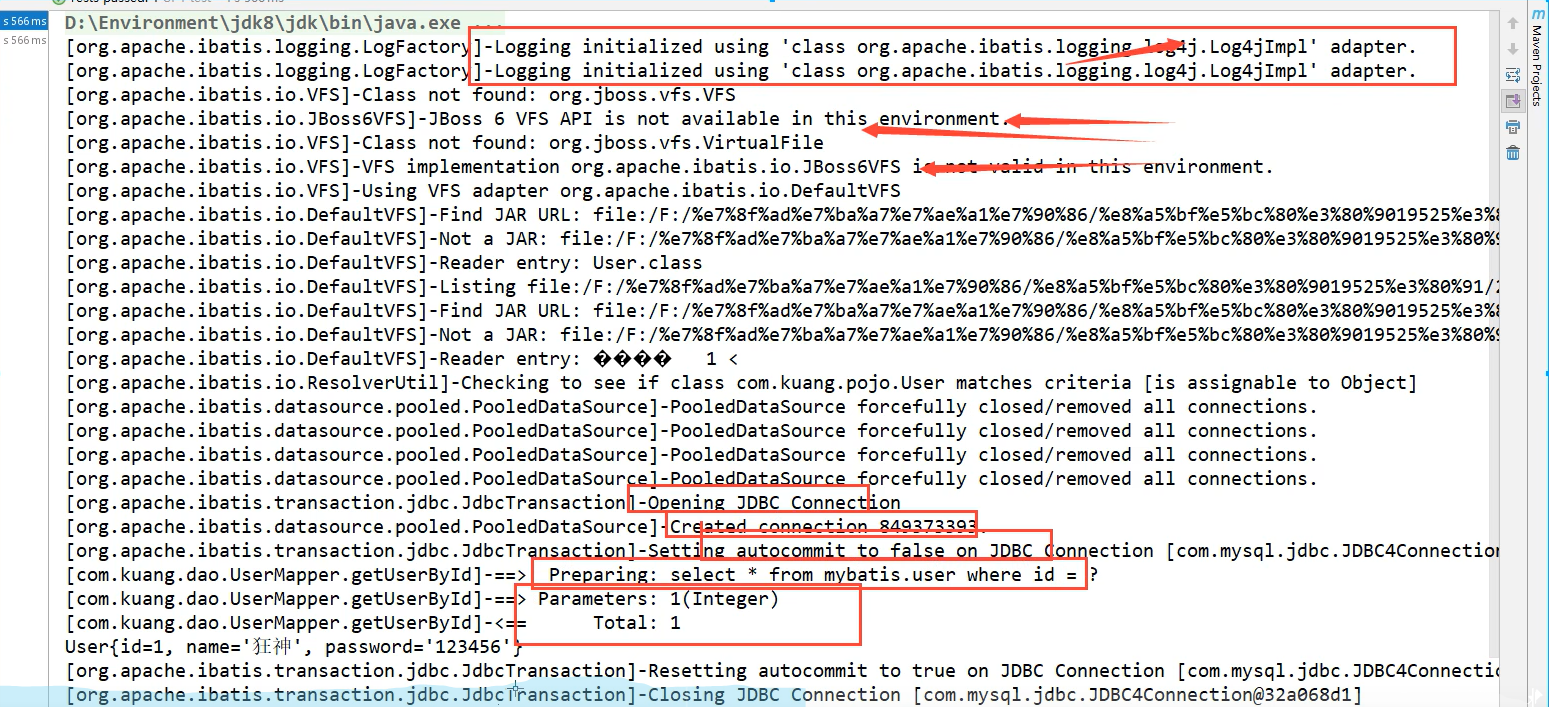 s 566 ms
s 566 ms
D:\Environment\jdk8\jdk\bin\java.exe ...
[org.apache.ibatis.logging.LogFactory]-Logging initialized using 'class org.apache.ibatis.logging.log4j.Log4jImpl' adapter.
[org.apache.ibatis.logging.LogFactory]-Logging initialized using 'class org.apache.ibatis.logging.log4j.Log4jImpl' adapter.
[org.apache.ibatis.io.VFS]-Class not found: org.jboss.vfs.VFS
[org.apache.ibatis.io.JBoss6VFS]-JBoss 6 VFS API is not available in this environment.
[org.apache.ibatis.io.VFS]-Class not found: org.jboss.vfs.VirtualFile
[org.apache.ibatis.io.VFS]-VFS implementation org.apache.ibatis.io.JBoss6VFS is not valid in this environment.
[org.apache.ibatis.io.VFS]-Using VFS adapter org.apache.ibatis.io.DefaultVFS
[org.apache.ibatis.io.DefaultVFS]-Find JAR URL: file:/F:/%e7%8f%ad%e7%ba%a7%e7%ae%a1%e7%90%86/%e8%a5%bf%e5%bc%80%e3%80%9019525%e3%8
[org.apache.ibatis.io.DefaultVFS]-Not a JAR: file:/F:/%e7%8f%ad%e7%ba%a7%e7%ae%a1%e7%90%86/%e8%a5%bf%e5%bc%80%e3%80%9019525%e3%80%9
[org.apache.ibatis.io.DefaultVFS]-Reader entry: User.class
[org.apache.ibatis.io.DefaultVFS]-Listing file:/F:/%e7%8f%ad%e7%ba%a7%e7%ae%a1%e7%90%86/%e8%a5%bf%e5%bc%80%e3%80%9019525%e3%80%91/2
[org.apache.ibatis.io.DefaultVFS]-Find JAR URL: file:/F:/%e7%8f%ad%e7%ba%a7%e7%ae%a1%e7%90%86/%e8%a5%bf%e5%bc%80%e3%80%9019525%e3%8
[org.apache.ibatis.io.DefaultVFS]-Not a JAR: file:/F:/%e7%8f%ad%e7%ba%a7%e7%ae%a1%e7%90%86/%e8%a5%bf%e5%bc%80%e3%80%9019525%e3%80%9
[org.apache.ibatis.io.DefaultVFS]-Reader entry: ���� 1 <
[org.apache.ibatis.io.ResolverUtil]-Checking to see if class com.kuang.pojo.User matches criteria [is assignable to Object]
[org.apache.ibatis.datasource.pooled.PooledDataSource]-PooledDataSource forcefully closed/removed all connections.
[org.apache.ibatis.datasource.pooled.PooledDataSource]-PooledDataSource forcefully closed/removed all connections.
[org.apache.ibatis.datasource.pooled.PooledDataSource]-PooledDataSource forcefully closed/removed all connections.
[org.apache.ibatis.datasource.pooled.PooledDataSource]-PooledDataSource forcefully closed/removed all connections.
[org.apache.ibatis.transaction.jdbc.JdbcTransaction]-Opening JDBC Connection
[org.apache.ibatis.datasource.pooled.PooledDataSource]-Created connection 849373393.
[org.apache.ibatis.transaction.jdbc.JdbcTransaction]-Setting autocommit to false on JDBC Connection [com.mysql.jdbc.JDBC4Connection
[com.kuang.dao.UserMapper.getUserById]-==> Preparing: select * from mybatis.user where id = ?
[com.kuang.dao.UserMapper.getUserById]-==> Parameters: 1(Integer)
[com.kuang.dao.UserMapper.getUserById]-<== Total: 1
User{id=1, name='狂神', password='123456'}
[org.apache.ibatis.transaction.jdbc.JdbcTransaction]-Resetting autocommit to true on JDBC Connection [com.mysql.jdbc.JDBC4Connectio
[org.apache.ibatis.transaction.jdbc.JdbcTransaction]-Closing JDBC Connection [com.mysql.jdbc.JDBC4Connection@32a068d1]
m Maven Projects